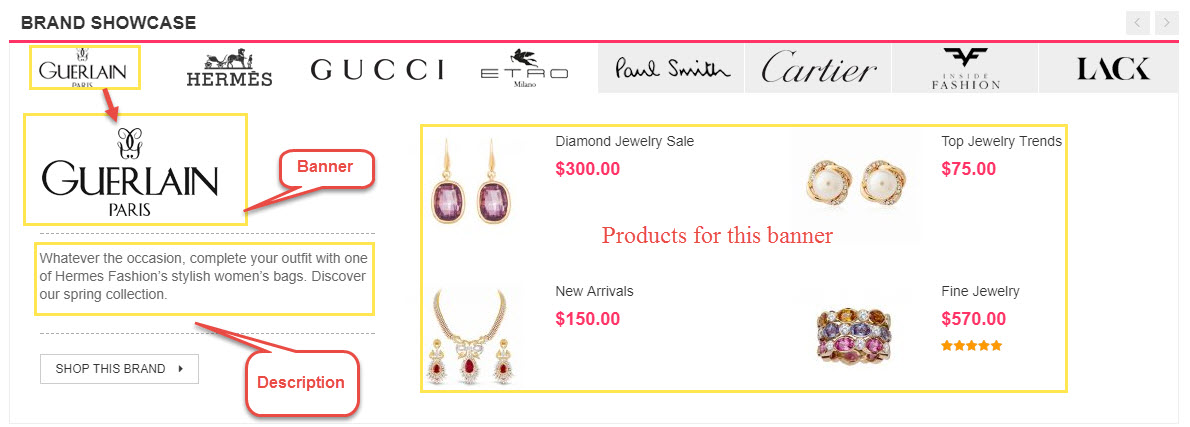 BRAND SHOWCASE
GUERLAIN
PARIS
HERMÈS
GUCCI
ETRO
Milano
Paul Smith
Cartier
INSIDE
FASHION
LACK
GUERLAIN
PARIS
Banner
Whatever the occasion, complete your outfit with one
of Hermes Fashion's stylish women's bags. Discover
our spring collection.
SHOP THIS BRAND
Description
Diamond Jewelry Sale
$300.00
Top Jewelry Trends
$75.00
Products for this banner
New Arrivals
$150.00
Fine Jewelry
$570.00